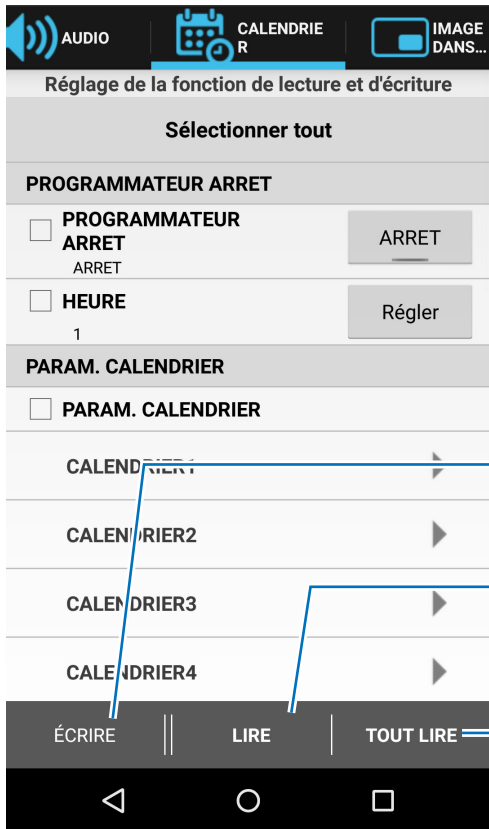 AUDIO
CALENDRIE
R
IMAGE
DANS...
Réglage de la fonction de lecture et d'écriture
Sélectionner tout
PROGRAMMATEUR ARRET
PROGRAMMATEUR
ARRET
ARRET
ARRET
HEURE
1
Régler
PARAM. CALENDRIER
PARAM. CALENDRIER
CALENDRIER1
CALENDRIER2
CALENDRIER3
CALENDRIER4
ÉCRIRE
LIRE
TOUT LIRE